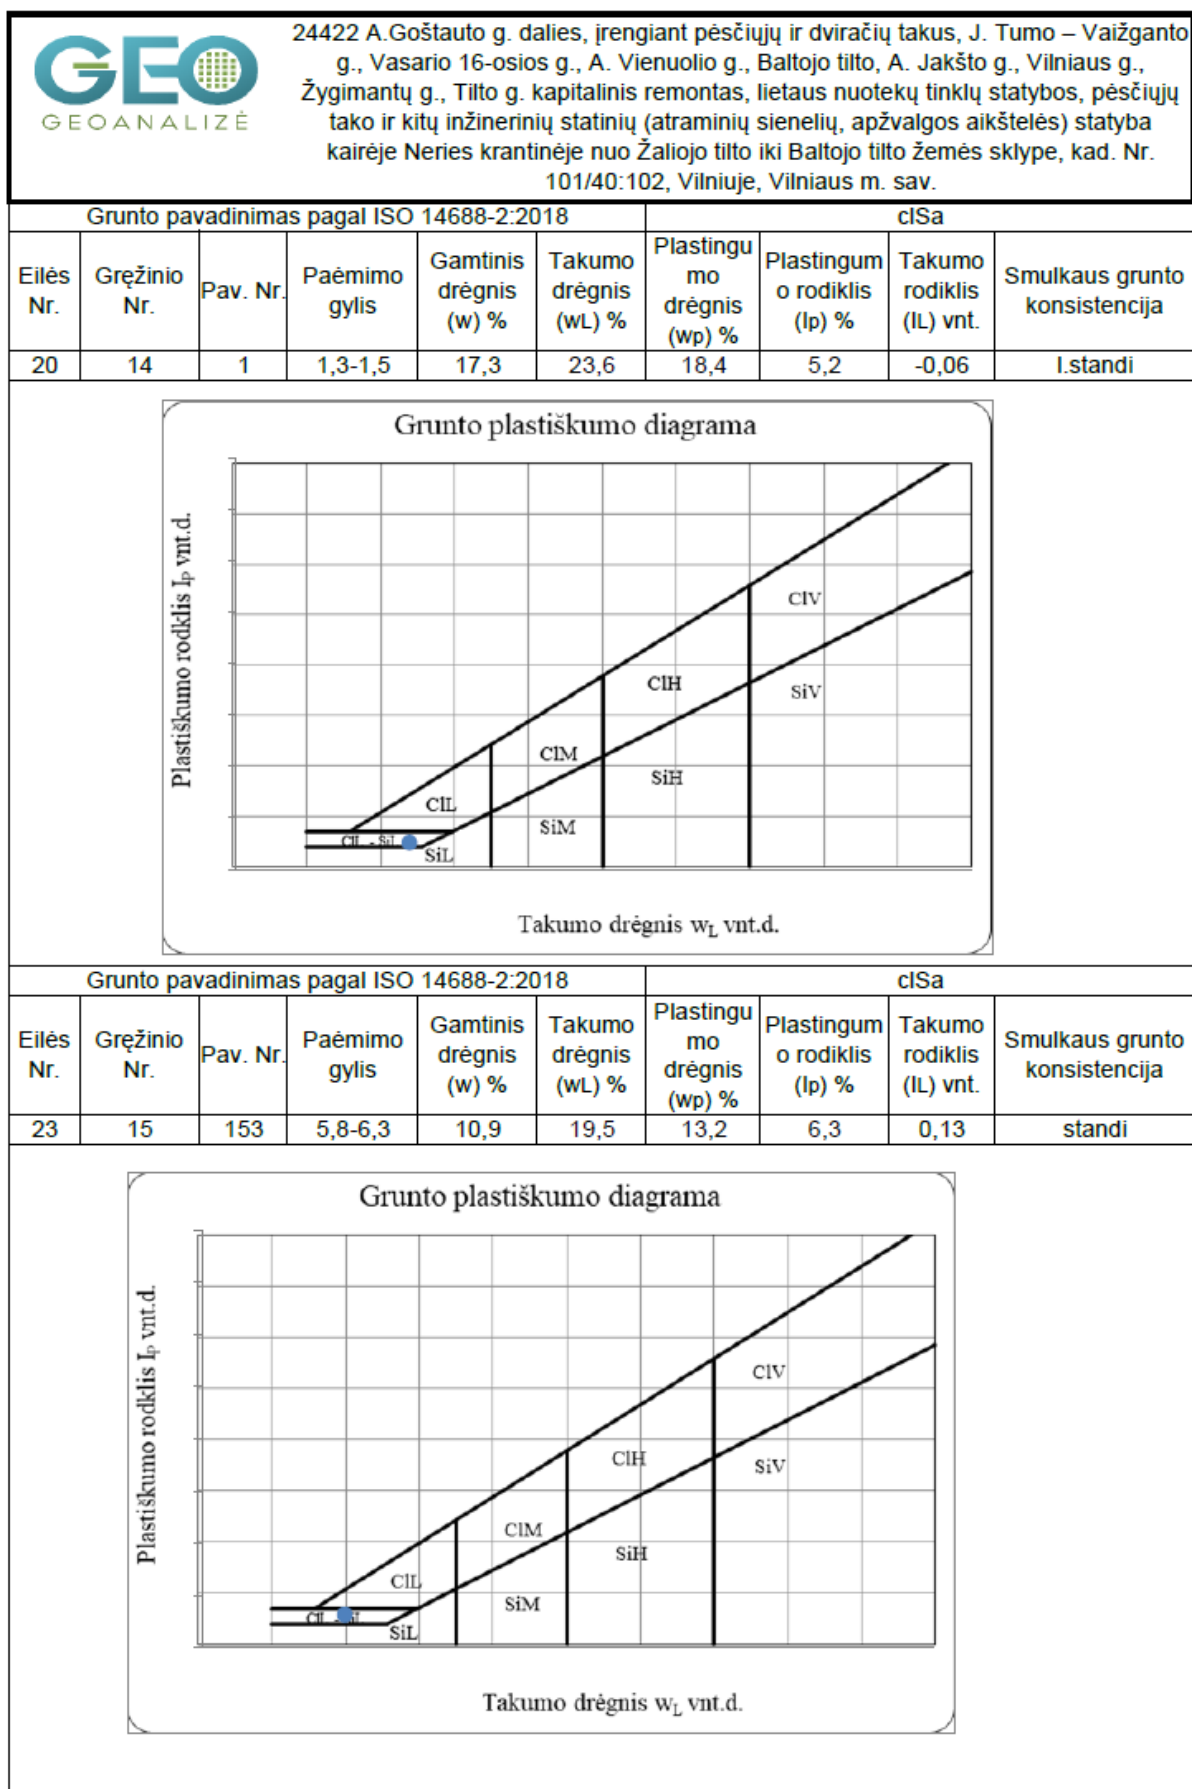 GEO
GEOANALIZĖ
24422 A.Goštauto g. dalies, įrengiant pėsčiųjų ir dviračių takus, J. Tumo – Vaižganto
g., Vasario 16-osios g., A. Vienuolio g., Baltojo tilto, A. Jakšto g., Vilniaus g.,
Žygimantų g., Tilto g. kapitalinis remontas, lietaus nuotekų tinklų statybos, pėsčiųjų
tako ir kitų inžinerinių statinių (atraminių sienelių, apžvalgos aikštelės) statyba
kairėje Neries krantinėje nuo Žaliojo tilto iki Baltojo tilto žemės sklype, kad. Nr.
101/40:102, Vilniuje, Vilniaus m. sav.
Grunto pavadinimas pagal ISO 14688-2:2018 clSa
Eilės Nr. Gręžinio Nr. Pav. Nr. Paėmimo gylis Gamtinis drėgnis (w) % Takumo drėgnis (wL) % Plastingu mo drėgnis (wp) % Plastingum o rodiklis (Ip) % Takumo rodiklis (IL) vnt. Smulkaus grunto konsistencija
20 14 1 1,3-1,5 17,3 23,6 18,4 5,2 -0,06 l.standi
Grunto plastiškumo diagrama
Plastiškumo rodklis Ip vnt.d.
ClV
ClH
SiV
ClM
SiH
ClL
SiM
ClL - SiL
SiL
Takumo drėgnis wL vnt.d.
Grunto pavadinimas pagal ISO 14688-2:2018 clSa
Eilės Nr. Gręžinio Nr. Pav. Nr. Paėmimo gylis Gamtinis drėgnis (w) % Takumo drėgnis (wL) % Plastingu mo drėgnis (wp) % Plastingum o rodiklis (Ip) % Takumo rodiklis (IL) vnt. Smulkaus grunto konsistencija
23 15 153 5,8-6,3 10,9 19,5 13,2 6,3 0,13 standi
Grunto plastiškumo diagrama
Plastiškumo rodklis Ip vnt.d.
ClV
ClH
SiV
ClM
SiH
ClL
SiM
ClL - SiL
SiL
Takumo drėgnis wL vnt.d.